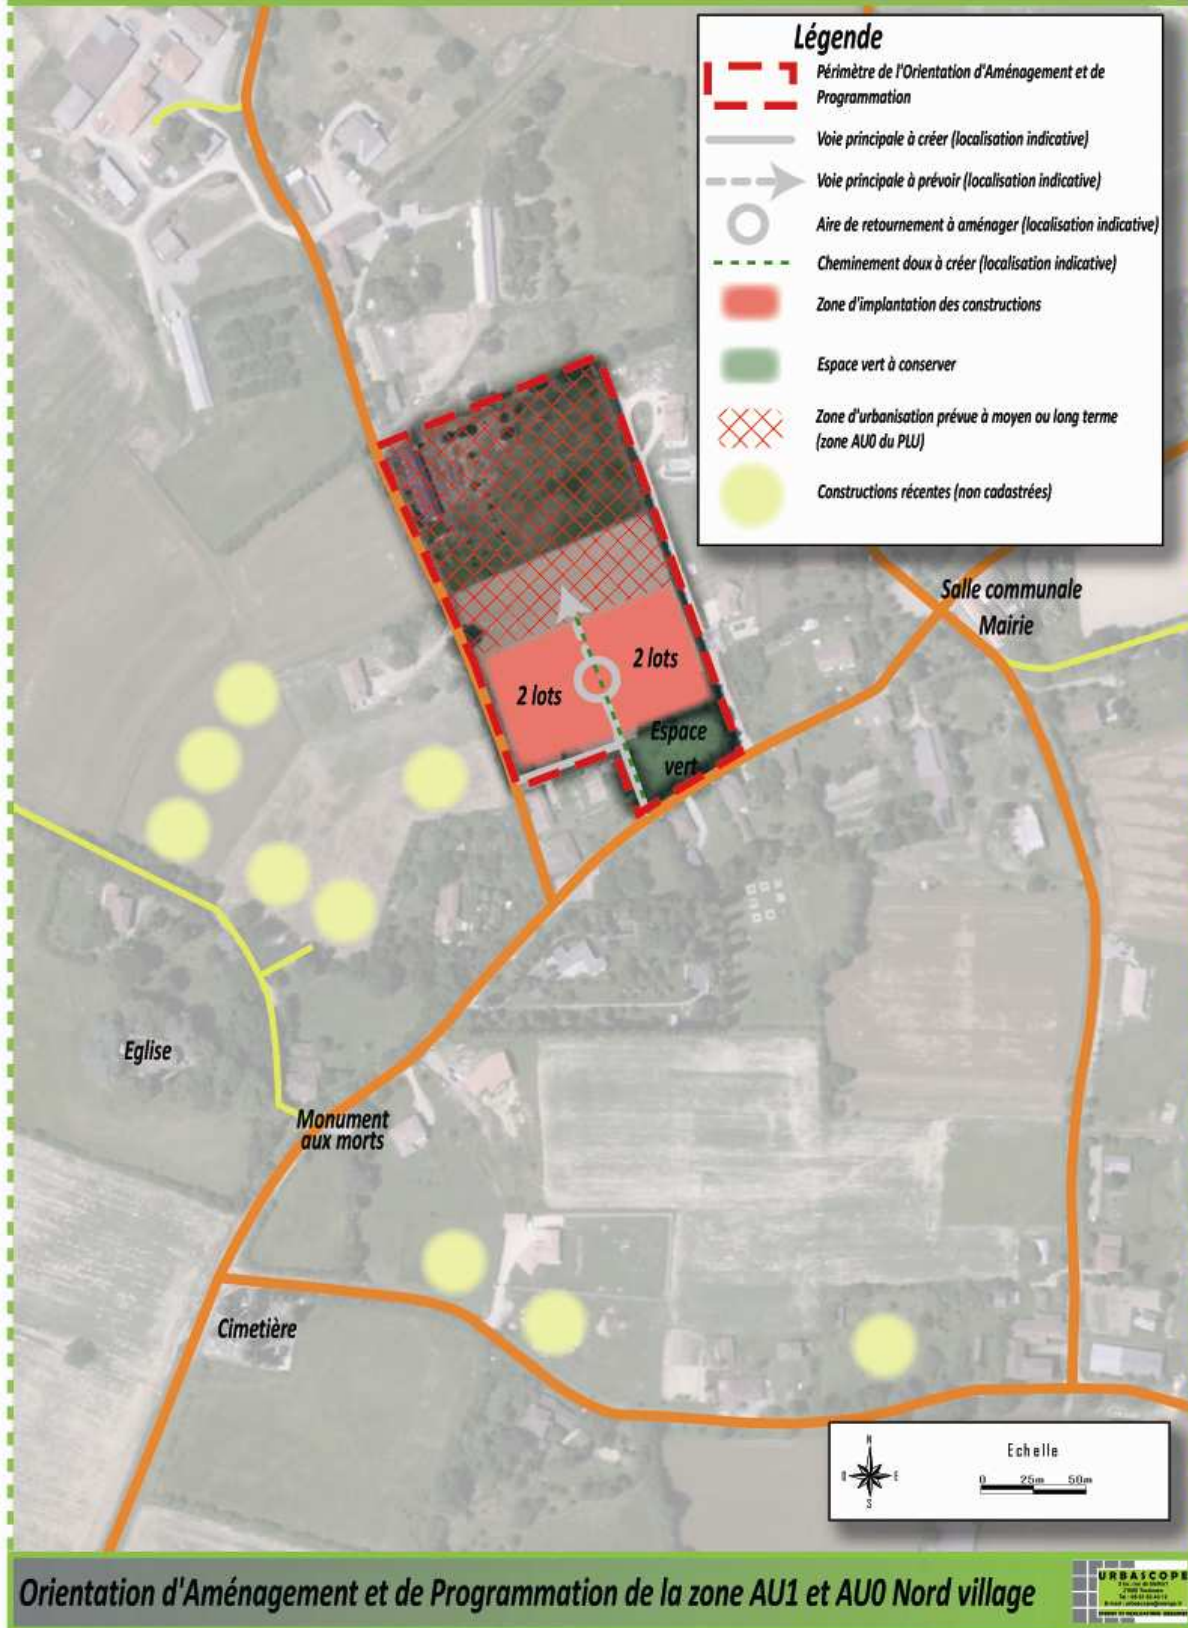 Légende
Périmètre de l'Orientation d'Aménagement et de
Programmation
Voie principale à créer (localisation indicative)
Voie principale à prévoir (localisation indicative)
Aire de retournement à aménager (localisation indicative)
Cheminement doux à créer (localisation indicative)
Zone d'implantation des constructions
Espace vert à conserver
Zone d'urbanisation prévue à moyen ou long terme
(zone AU0 du PLU)
Constructions récentes (non cadastrées)
Salle communale
Mairie
2 lots
2 lots
Espace
vert
Eglise
Monument
aux morts
Cimetière
N
O
E
S
Echelle
0 25m 50m
Orientation d'Aménagement et de Programmation de la zone AU1 et AU0 Nord village
URBASCOPE